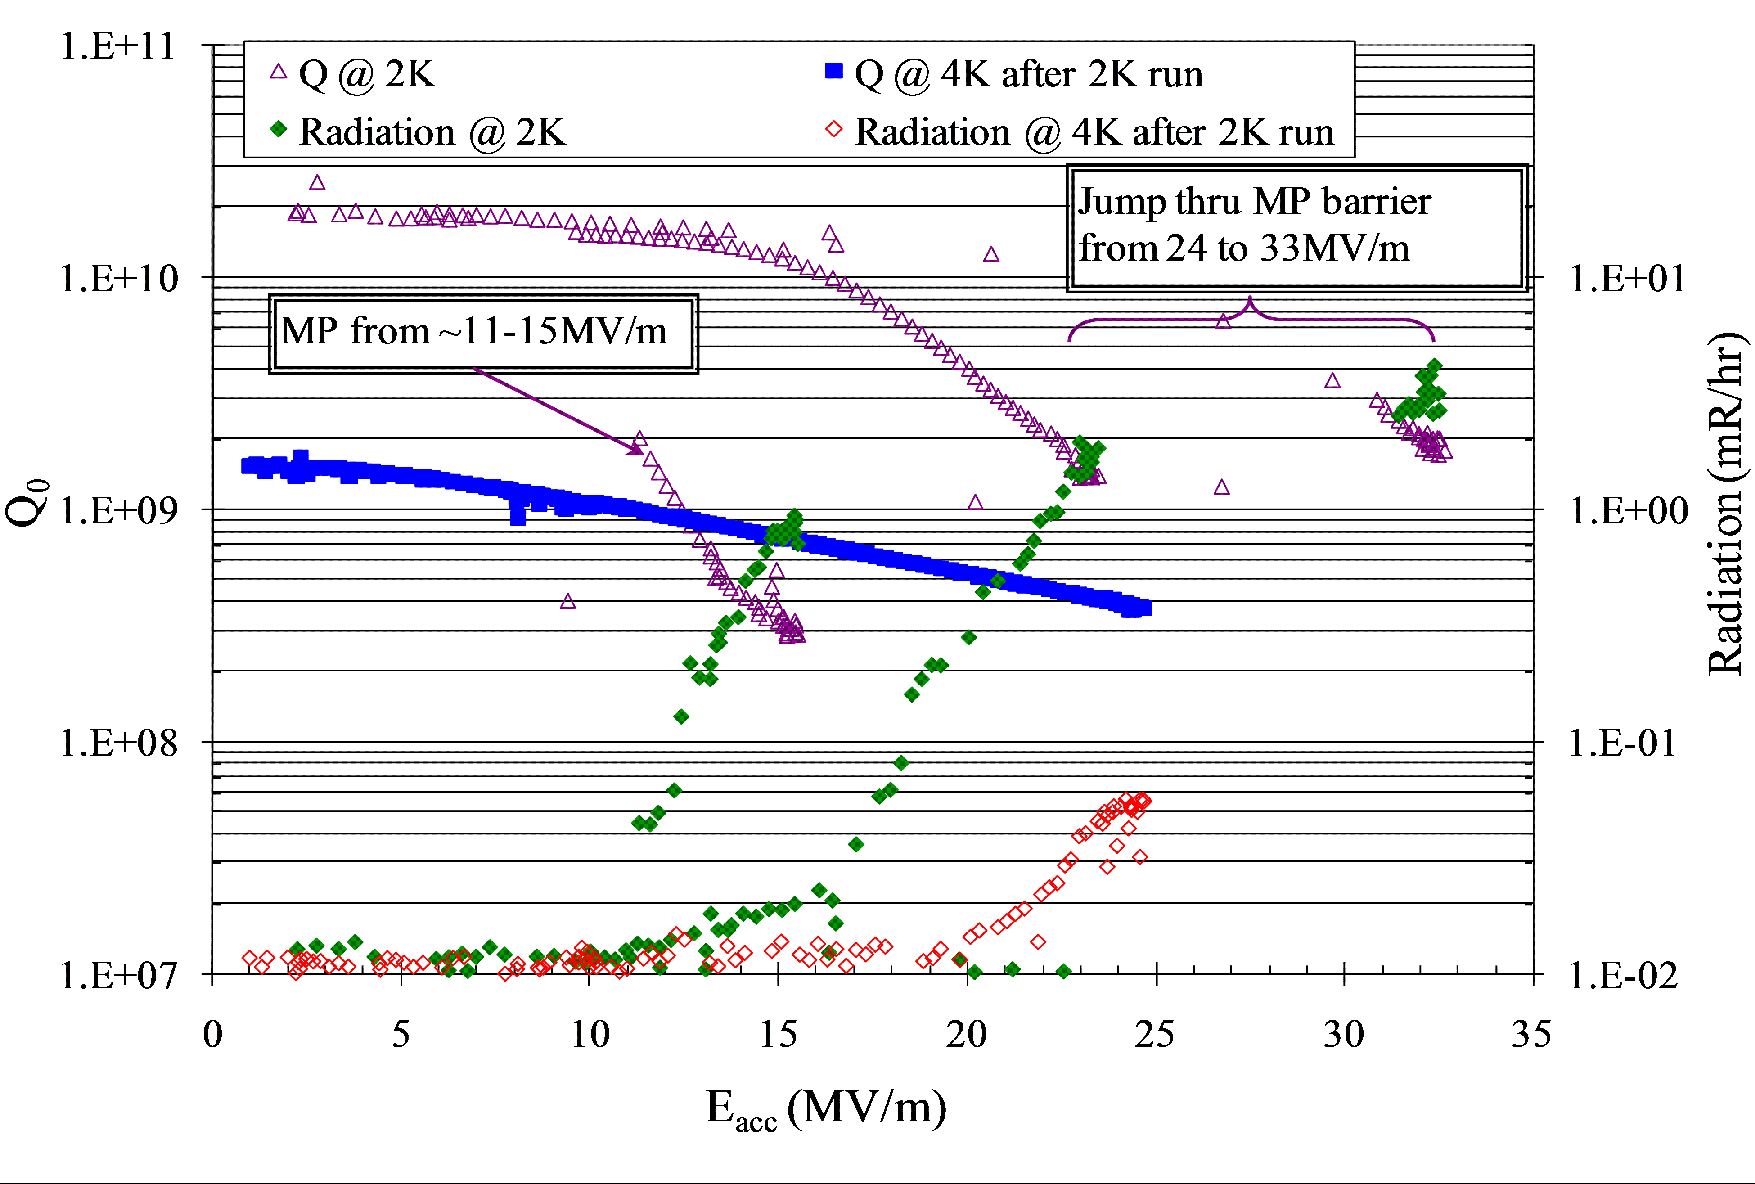 1.E+11
Q @ 2K
Q @ 4K after 2K run
Radiation @ 2K
Radiation @ 4K after 2K run
Jump thru MP barrier
from 24 to 33MV/m
1.E+10
1.E+01
MP from ~11-15MV/m
Q0
Radiation (mR/hr)
1.E+09
1.E+00
1.E+08
1.E-01
1.E+07
1.E-02
0 5 10 15 20 25 30 35
Eacc (MV/m)